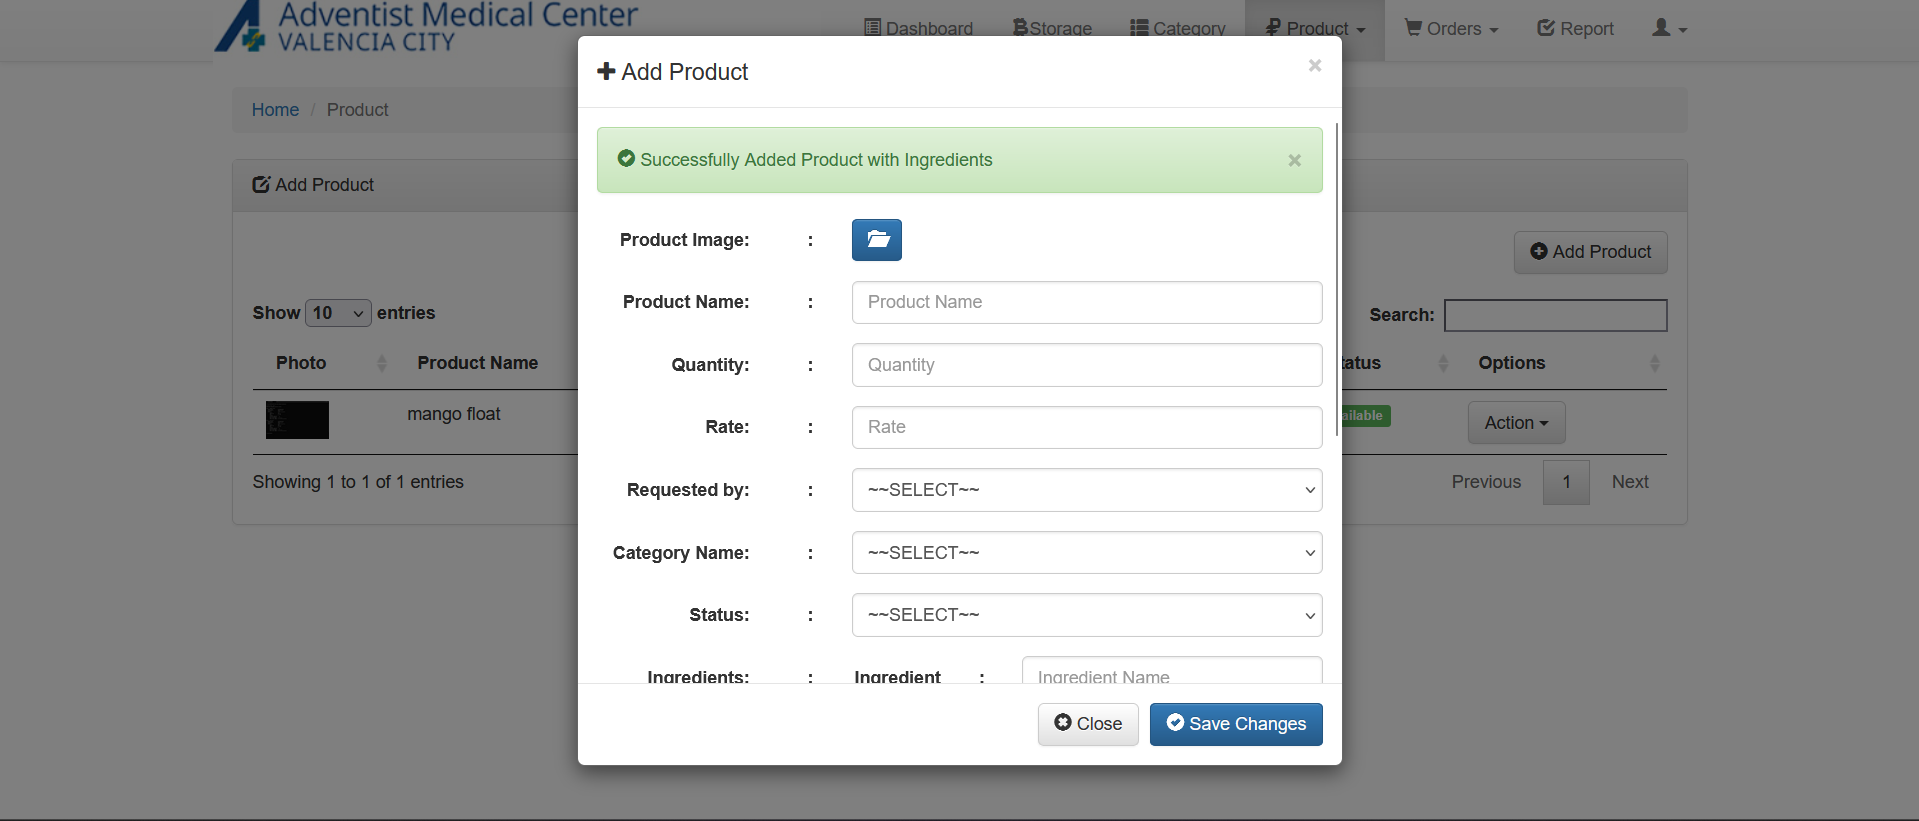 Adventist Medical Center
VALENCIA CITY
Dashboard
Storage
Category
Product
Orders
Report
Add Product
×
Home / Product
Successfully Added Product with Ingredients
×
Add Product
Product Image: :
Add Product
Product Name: : Product Name
Show 10 entries
Search:
Quantity: : Quantity
Photo
Product Name
Options
mango float
Action
Rate: : Rate
Showing 1 to 1 of 1 entries
Previous 1 Next
Requested by: : ~~SELECT~~
Category Name: : ~~SELECT~~
Status: : ~~SELECT~~
Ingredients: : Ingredient : Ingredient Name
Close
Save Changes